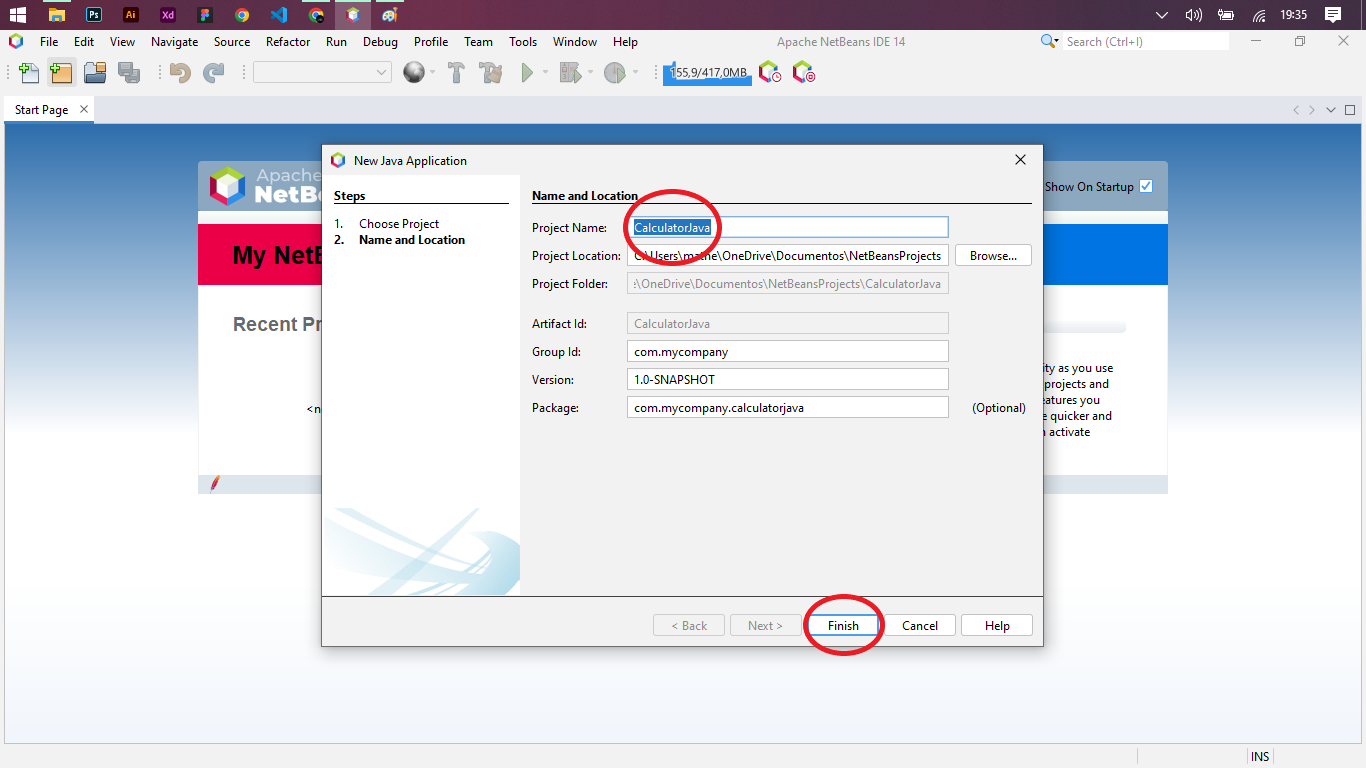 Ps Ai Xd 19:35
File Edit View Navigate Source Refactor Run Debug Profile Team Tools Window Help Apache NetBeans IDE 14 Search (Ctrl+I)
155,9/417,0MB
Start Page
New Java Application
Apache
Show On Startup
Steps
Name and Location
1. Choose Project
2. Name and Location
Project Name: CalculatorJava
Project Location: C:\Users\mathe\OneDrive\Documentos\NetBeansProjects Browse...
Project Folder: :\OneDrive\Documentos\NetBeansProjects\CalculatorJava
Artifact Id: CalculatorJava
Group Id: com.mycompany
Version: 1.0-SNAPSHOT
Package: com.mycompany.calculatorjava (Optional)
NetBe
My NetB
Recent Pr
<n
ity as you use
projects and
eatures you
e quicker and
activate
< Back Next > Finish Cancel Help
INS